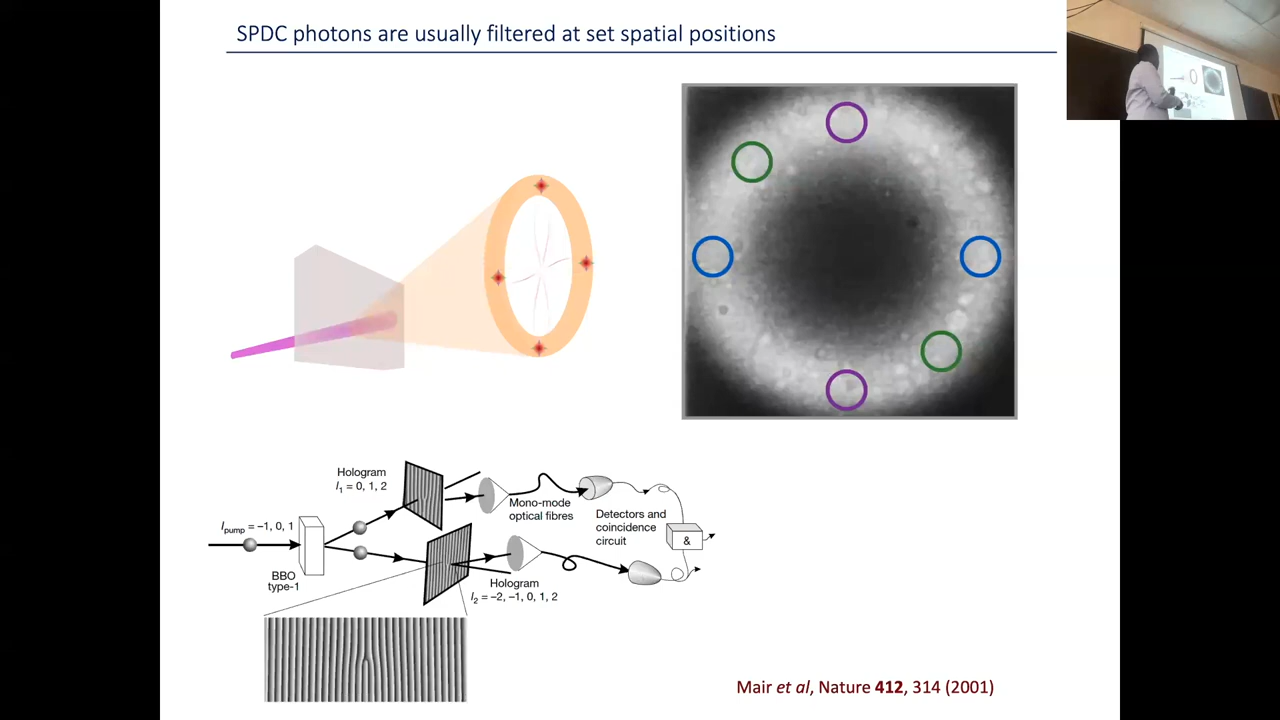 SPDC photons are usually filtered at set spatial positions
Hologram
l1 = 0, 1, 2
Mono-mode
optical fibres
Detectors and
coincidence
circuit
&
lpump = –1, 0, 1
BBO
type-1
Hologram
l2 = –2, –1, 0, 1, 2
Mair et al, Nature 412, 314 (2001)